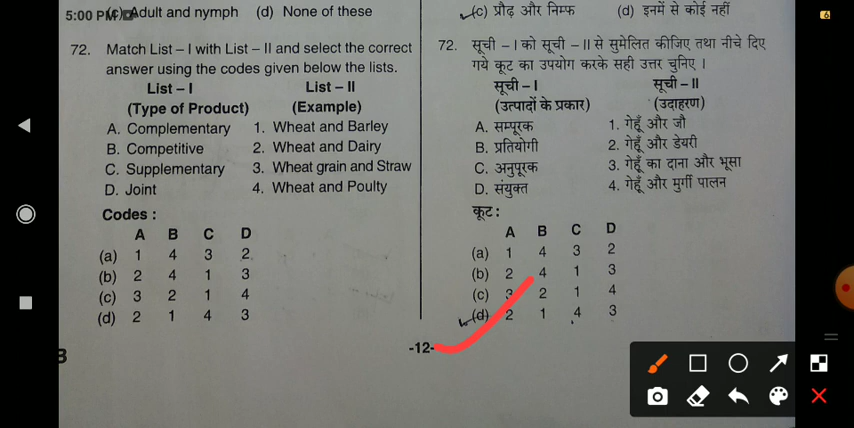 5:00 PM
(c) Adult and nymph (d) None of these
72. Match List – I with List – II and select the correct
answer using the codes given below the lists.
List – I List – II
(Type of Product) (Example)
A. Complementary 1. Wheat and Barley
B. Competitive 2. Wheat and Dairy
C. Supplementary 3. Wheat grain and Straw
D. Joint 4. Wheat and Poulty
Codes :
A B C D
(a) 1 4 3 2
(b) 2 4 1 3
(c) 3 2 1 4
(d) 2 1 4 3
(c) प्रौढ़ और निम्फ (d) इनमें से कोई नहीं
72. सूची – I को सूची – II से सुमेलित कीजिए तथा नीचे दिए
गये कूट का उपयोग करके सही उत्तर चुनिए ।
सूची – I सूची – II
(उत्पादों के प्रकार) (उदाहरण)
A. सम्पूरक 1. गेहूँ और जौ
B. प्रतियोगी 2. गेहूँ और डेयरी
C. अनुपूरक 3. गेहूँ का दाना और भूसा
D. संयुक्त 4. गेहूँ और मुर्गी पालन
कूट :
A B C D
(a) 1 4 3 2
(b) 2 4 1 3
(c) 3 2 1 4
(d) 2 1 4 3
-12-
B